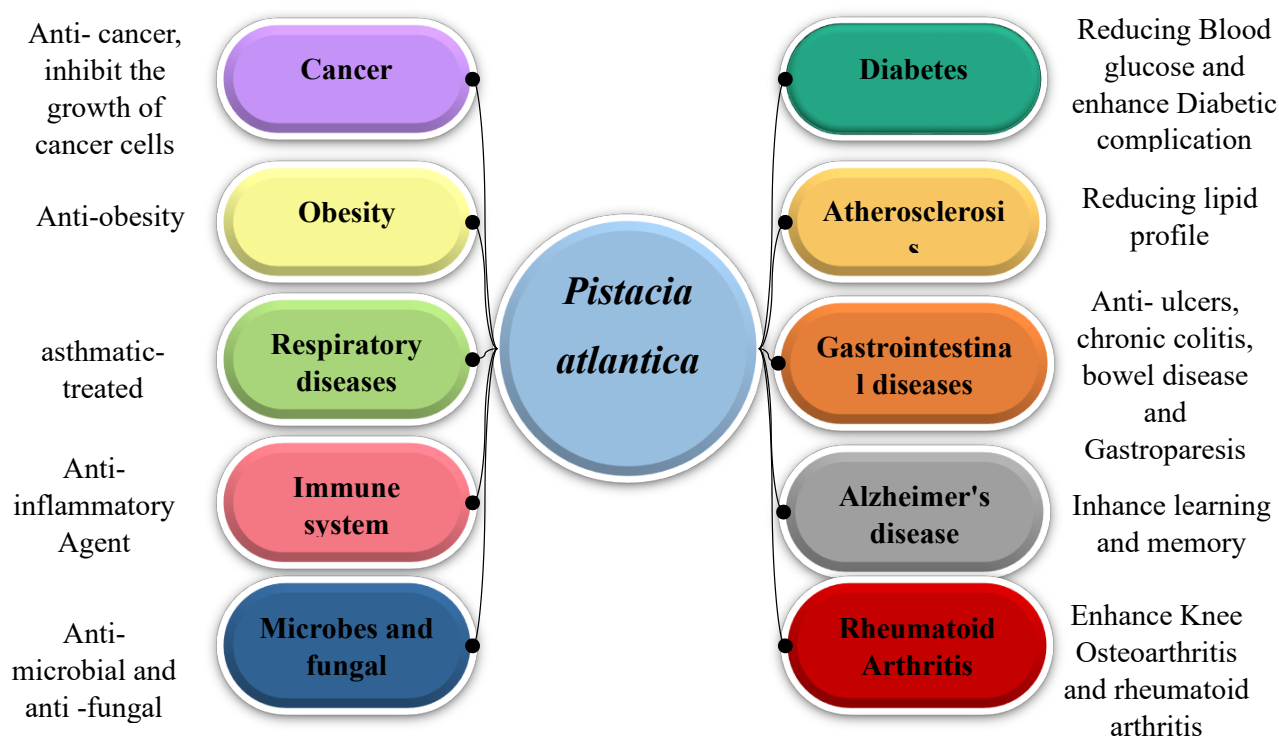 Anti- cancer,
inhibit the
growth of
cancer cells
Cancer
Anti-obesity
Obesity
asthmatic-
treated
Respiratory
diseases
Anti-
inflammatory
Agent
Immune
system
Anti-
microbial and
anti -fungal
Microbes and
fungal
Pistacia
atlantica
Diabetes
Reducing Blood
glucose and
enhance Diabetic
complication
Atherosclerosi
s
Reducing lipid
profile
Gastrointestina
l diseases
Anti- ulcers,
chronic colitis,
bowel disease
and
Gastroparesis
Alzheimer's
disease
Inhance learning
and memory
Rheumatoid
Arthritis
Enhance Knee
Osteoarthritis
and rheumatoid
arthritis